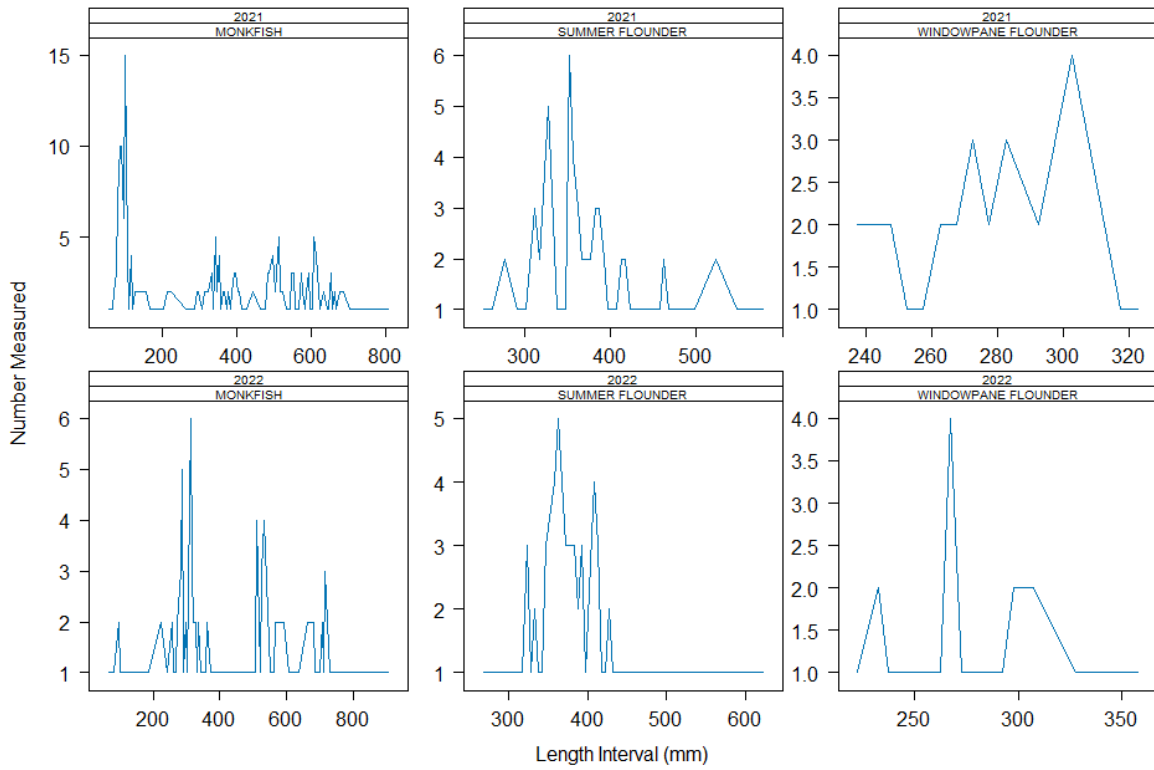 2021 2021 2021
MONKFISH SUMMER FLOUNDER WINDOWPANE FLOUNDER
15
10
5
200 400 600 800
6
5
4
3
2
1
300 400 500
4.0
3.5
3.0
2.5
2.0
1.5
1.0
240 260 280 300 320
2022 2022 2022
MONKFISH SUMMER FLOUNDER WINDOWPANE FLOUNDER
6
5
4
3
2
1
200 400 600 800
5
4
3
2
1
300 400 500 600
4.0
3.5
3.0
2.5
2.0
1.5
1.0
250 300 350
Number Measured
Length Interval (mm)